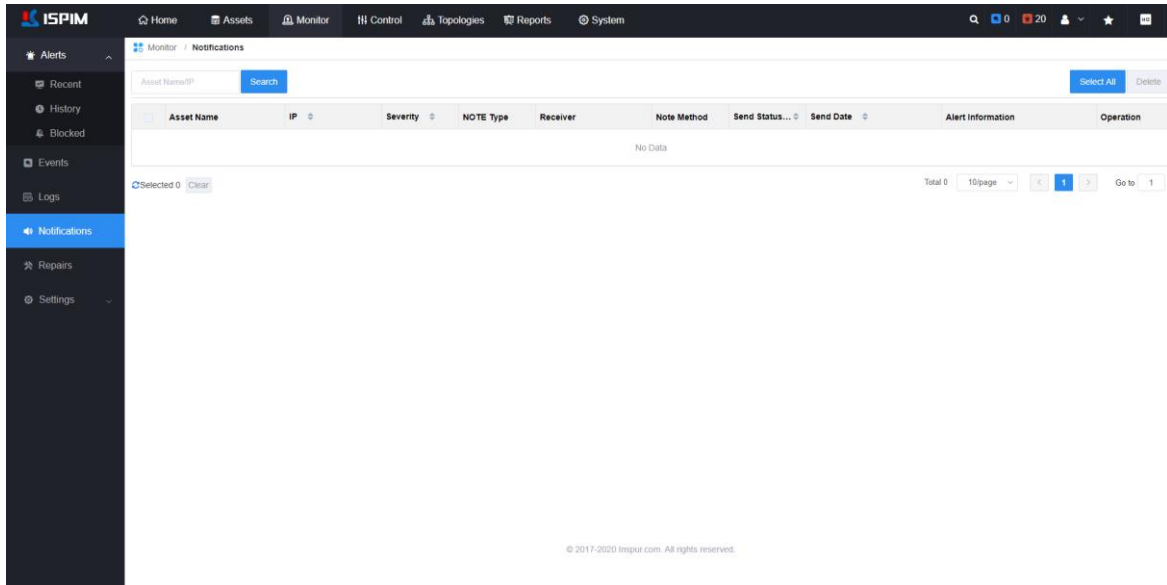 ISPIM Home Assets Monitor Control Topologies Reports System 0 20 HD
Alerts
Recent
History
Blocked
Events
Logs
Notifications
Repairs
Settings
Monitor / Notifications
Asset Name/IP Search Select All Delete
Asset Name IP Severity NOTE Type Receiver Note Method Send Status... Send Date Alert Information Operation
No Data
Selected 0 Clear Total 0 10/page 1 Go to 1
© 2017-2020 Inspur.com. All rights reserved.